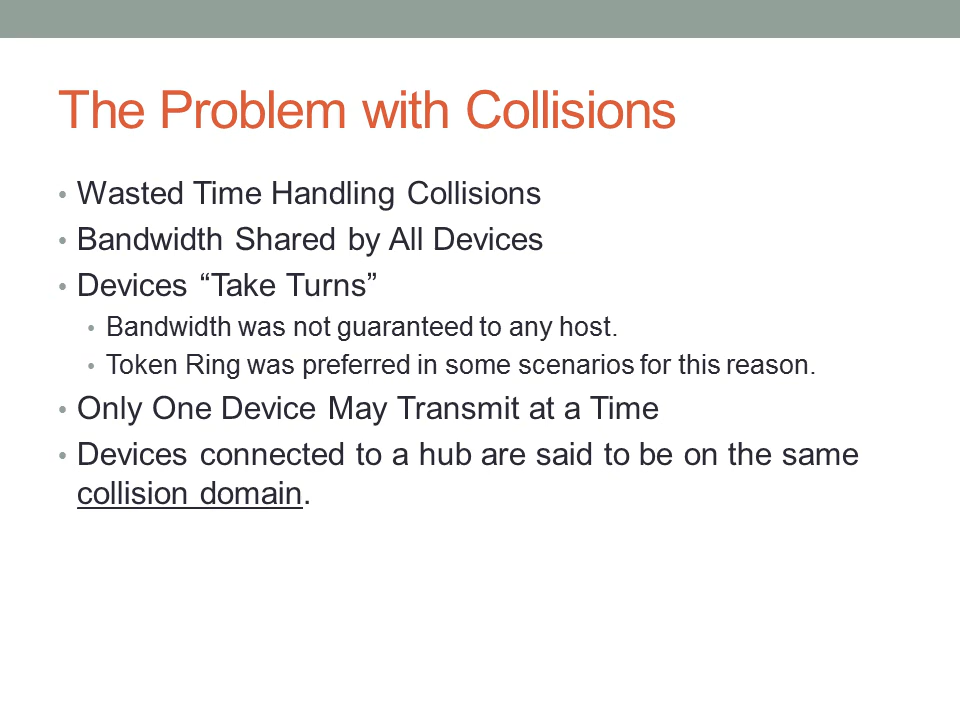 The Problem with Collisions
• Wasted Time Handling Collisions
• Bandwidth Shared by All Devices
• Devices “Take Turns”
• Bandwidth was not guaranteed to any host.
• Token Ring was preferred in some scenarios for this reason.
• Only One Device May Transmit at a Time
• Devices connected to a hub are said to be on the same
collision domain.